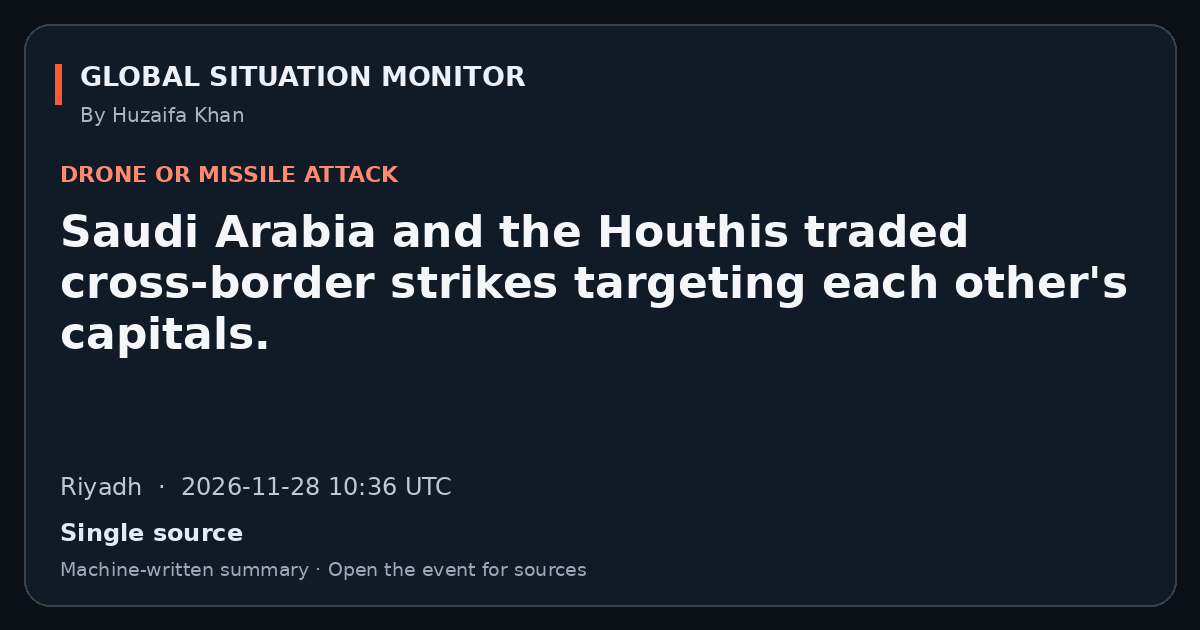 GLOBAL SITUATION MONITOR
By Huzaifa Khan
DRONE OR MISSILE ATTACK
Saudi Arabia and the Houthis traded
cross-border strikes targeting each other's
capitals.
Riyadh · 2026-11-28 10:36 UTC
Single source
Machine-written summary · Open the event for sources